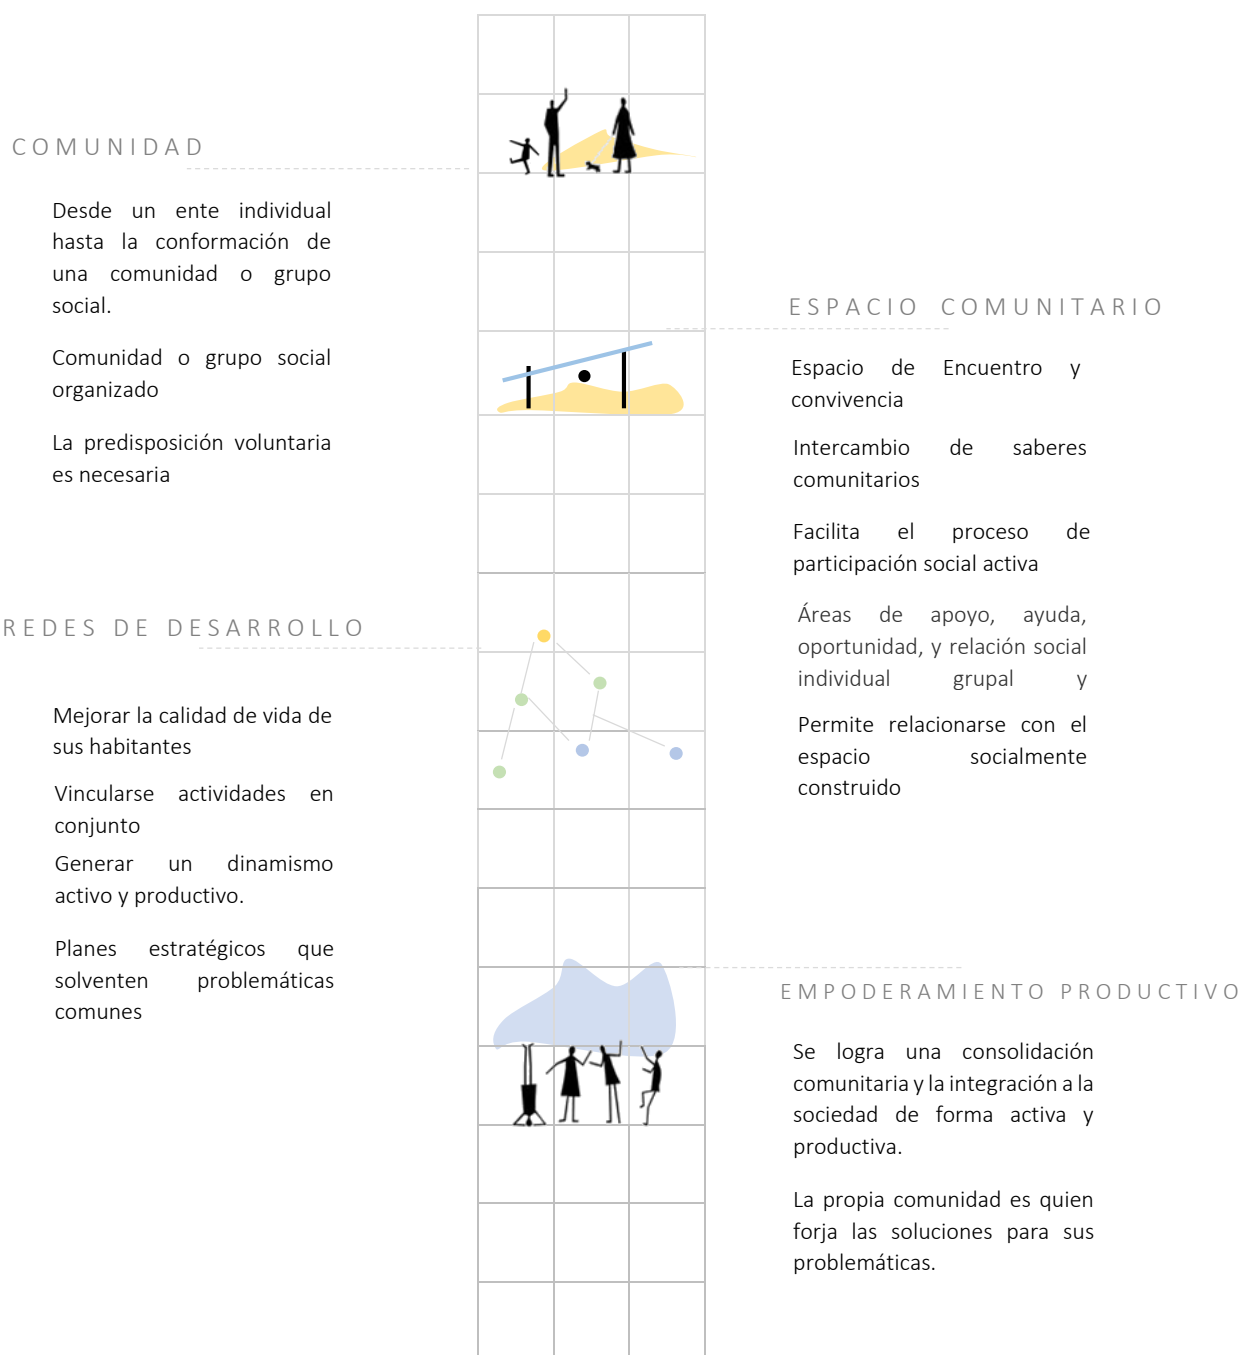 COMUNIDAD
Desde un ente individual
hasta la conformación de
una comunidad o grupo
social.
Comunidad o grupo social
organizado
La predisposición voluntaria
es necesaria
ESPACIO COMUNITARIO
Espacio de Encuentro y
convivencia
Intercambio de saberes
comunitarios
Facilita el proceso de
participación social activa
Áreas de apoyo, ayuda,
oportunidad, y relación social
individual grupal y
Permite relacionarse con el
espacio socialmente
construido
REDES DE DESARROLLO
Mejorar la calidad de vida de
sus habitantes
Vincularse actividades en
conjunto
Generar un dinamismo
activo y productivo.
Planes estratégicos que
solventen problemáticas
comunes
EMPODERAMIENTO PRODUCTIVO
Se logra una consolidación
comunitaria y la integración a la
sociedad de forma activa y
productiva.
La propia comunidad es quien
forja las soluciones para sus
problemáticas.